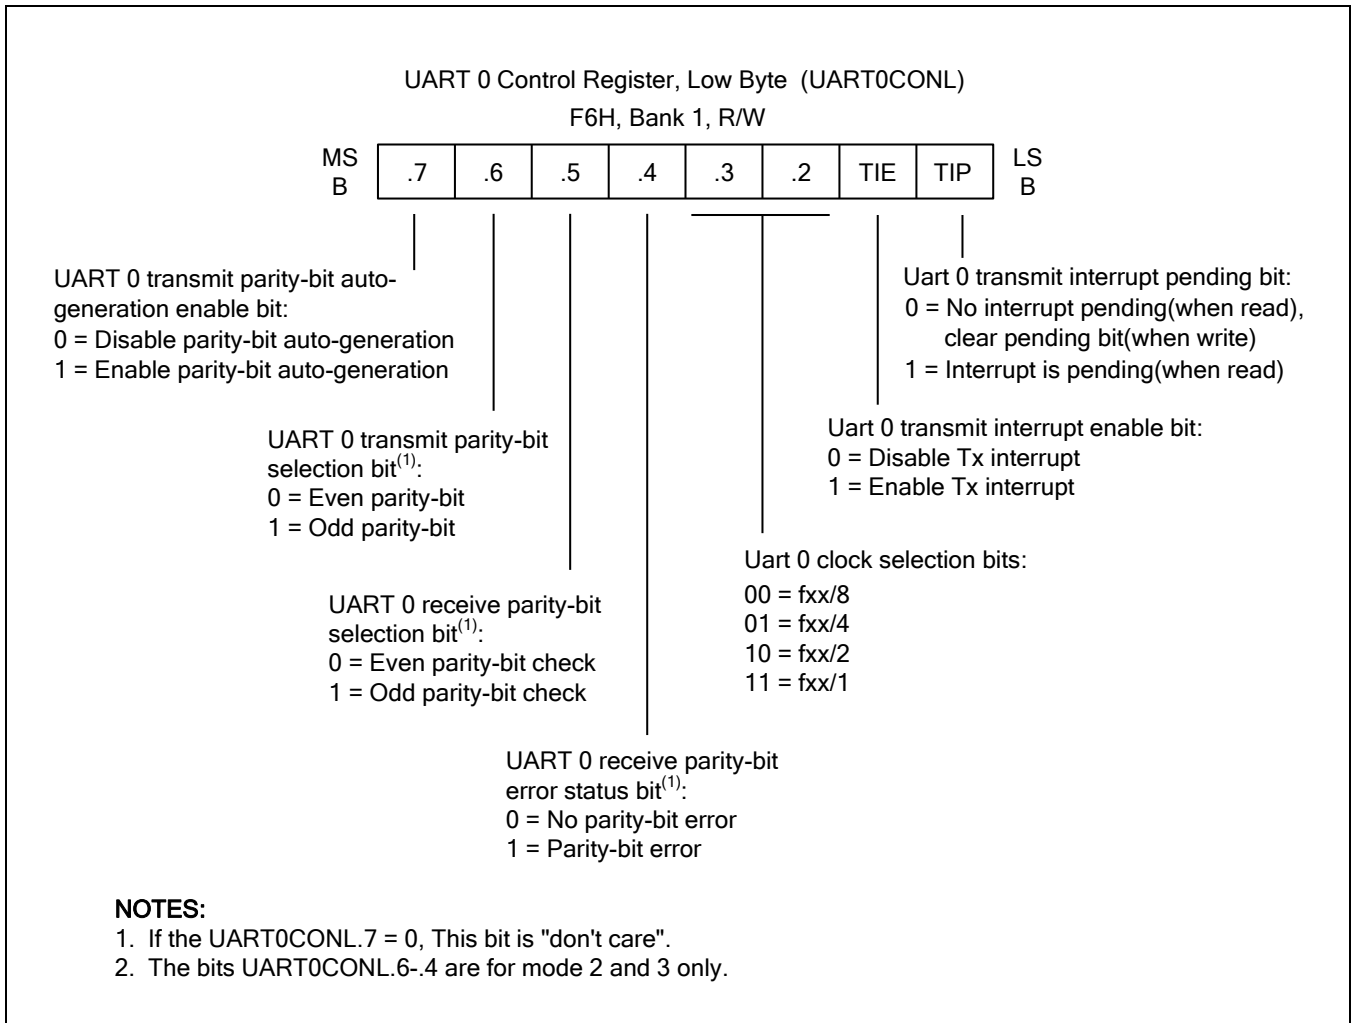 UART 0 Control Register, Low Byte (UART0CONL)
F6H, Bank 1, R/W
MS
B
.7 .6 .5 .4 .3 .2 TIE TIP
LS
B
UART 0 transmit parity-bit auto-
generation enable bit:
0 = Disable parity-bit auto-generation
1 = Enable parity-bit auto-generation
Uart 0 transmit interrupt pending bit:
0 = No interrupt pending(when read),
clear pending bit(when write)
1 = Interrupt is pending(when read)
UART 0 transmit parity-bit
selection bit(1):
0 = Even parity-bit
1 = Odd parity-bit
Uart 0 transmit interrupt enable bit:
0 = Disable Tx interrupt
1 = Enable Tx interrupt
UART 0 receive parity-bit
selection bit(1):
0 = Even parity-bit check
1 = Odd parity-bit check
Uart 0 clock selection bits:
00 = fxx/8
01 = fxx/4
10 = fxx/2
11 = fxx/1
UART 0 receive parity-bit
error status bit(1):
0 = No parity-bit error
1 = Parity-bit error
NOTES:
1. If the UART0CONL.7 = 0, This bit is "don't care".
2. The bits UART0CONL.6-.4 are for mode 2 and 3 only.